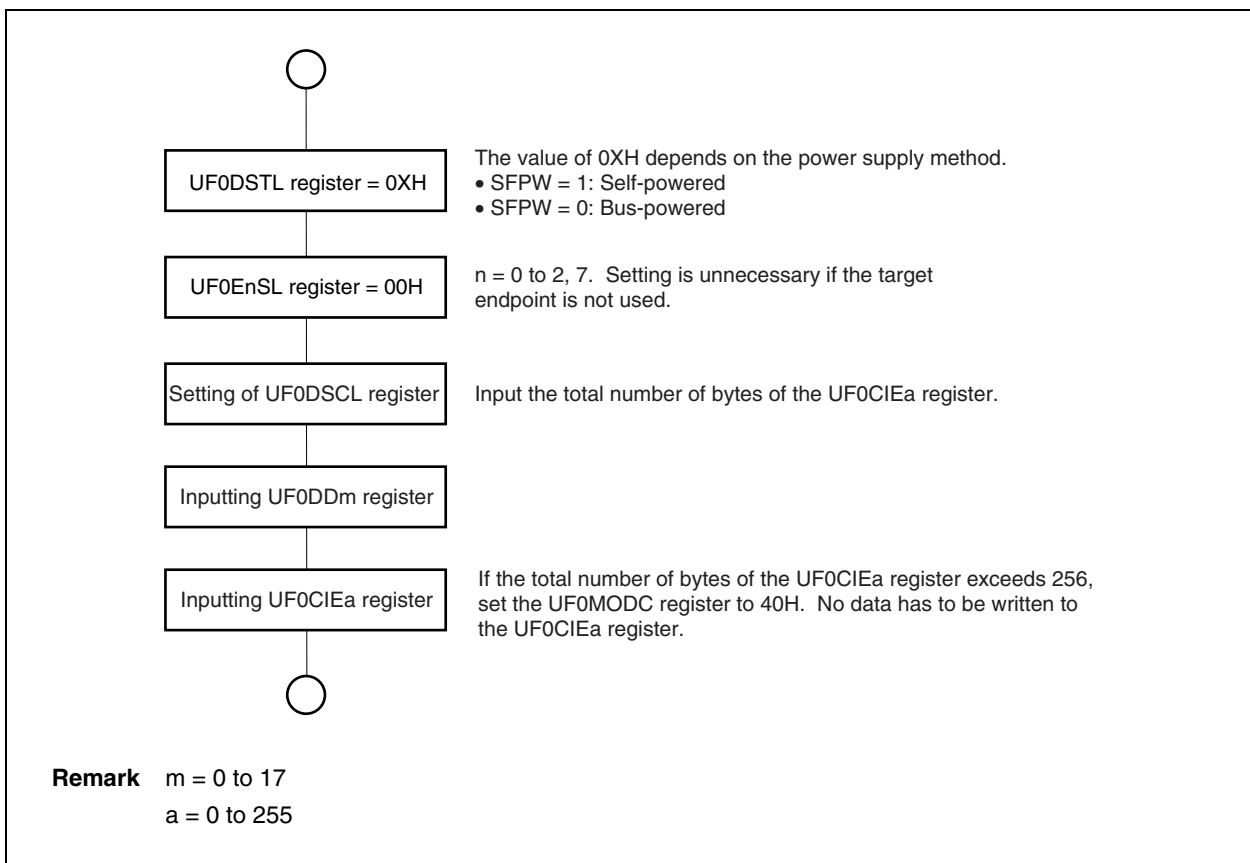 UF0DSTL register = 0XH
The value of 0XH depends on the power supply method.
• SFPW = 1: Self-powered
• SFPW = 0: Bus-powered
UF0EnSL register = 00H
n = 0 to 2, 7.  Setting is unnecessary if the target
endpoint is not used.
Setting of UF0DSCL register
Input the total number of bytes of the UF0CIEa register.
Inputting UF0DDm register
Inputting UF0CIEa register
If the total number of bytes of the UF0CIEa register exceeds 256,
set the UF0MODC register to 40H.  No data has to be written to
the UF0CIEa register.
Remark m = 0 to 17
a = 0 to 255